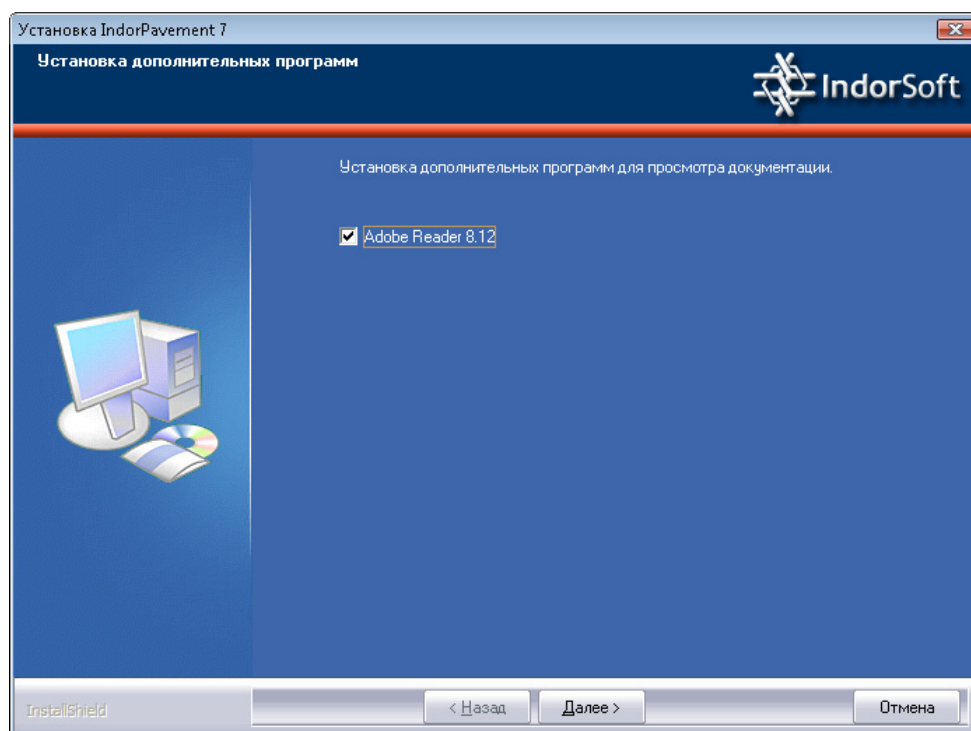 Установка IndorPavement 7
Установка дополнительных программ
IndorSoft
Установка дополнительных программ для просмотра документации.
Adobe Reader 8.12
InstallShield
< Назад
Далее >
Отмена